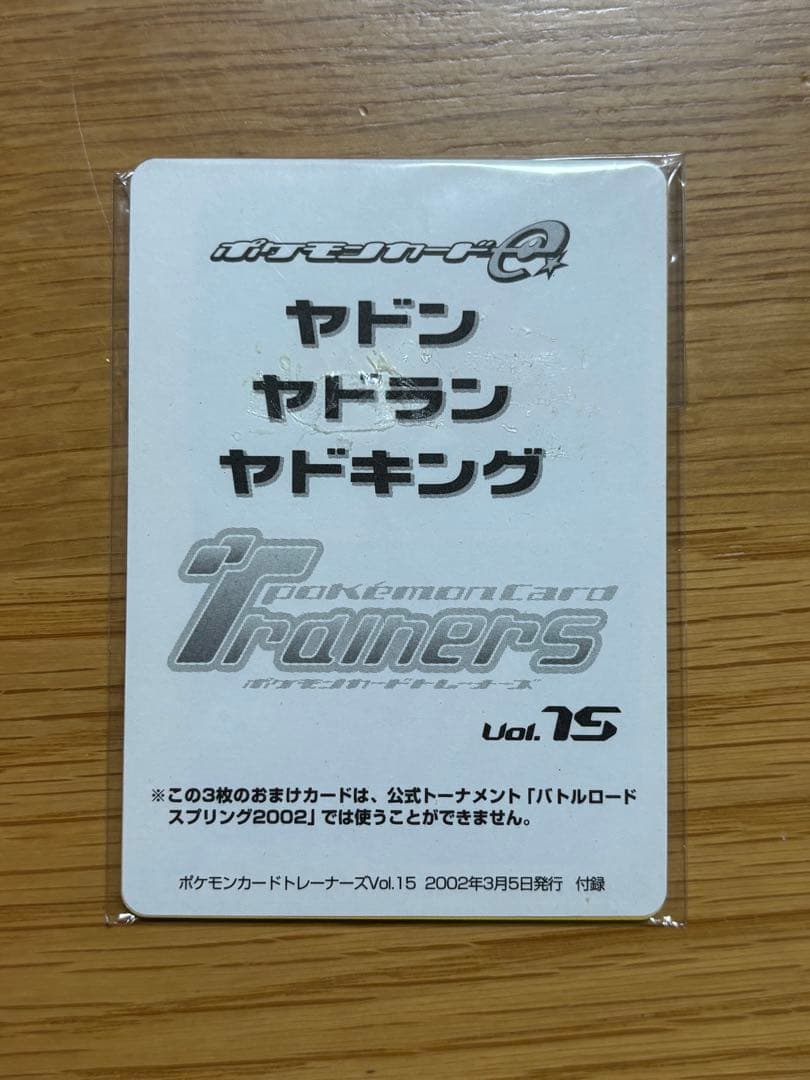 ポケモンカードe
ヤドン
ヤドラン
ヤドキング
pokémon Card
Trainers
ポケモンカードトレーナーズ
Vol. 15
※この3枚のおまけカードは、公式トーナメント「バトルロード
スプリング2002」では使うことができません。
ポケモンカードトレーナーズVol.15 2002年3月5日発行 付録